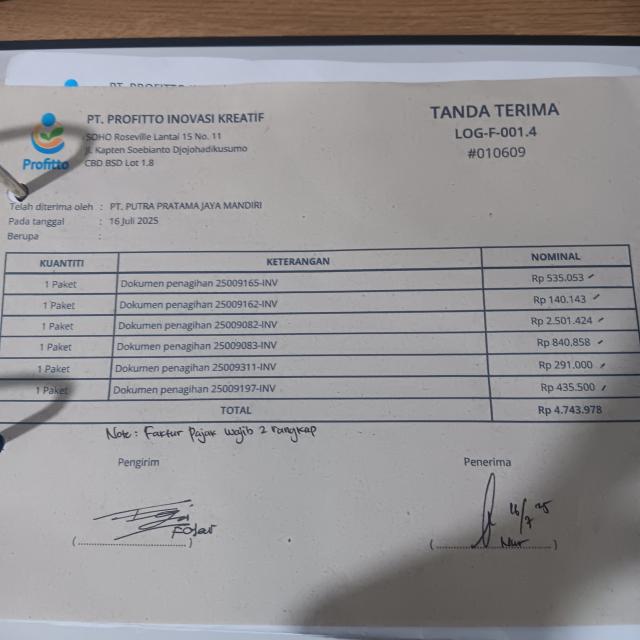 PT. PROFITTO INOVASI KREATIF
SOHO Roseville Lantai 15 No. 11
Jl. Kapten Soebianto Djojohadikusumo
CBD BSD Lot 1.8
Profitto
TANDA TERIMA
LOG-F-001.4
#010609
Telah diterima oleh : PT. PUTRA PRATAMA JAYA MANDIRI
Pada tanggal : 16 Juli 2025
Berupa :
KUANTITI KETERANGAN NOMINAL
1 Paket Dokumen penagihan 25009165-INV Rp 535.053
1 Paket Dokumen penagihan 25009162-INV Rp 140.143
1 Paket Dokumen penagihan 25009082-INV Rp 2.501.424
1 Paket Dokumen penagihan 25009083-INV Rp 840.858
1 Paket Dokumen penagihan 25009311-INV Rp 291.000
1 Paket Dokumen penagihan 25009197-INV Rp 435.500
TOTAL Rp 4.743.978
Note : Faktur Pajak wajib 2 rangkap
Pengirim Penerima
16/7 25
Nur